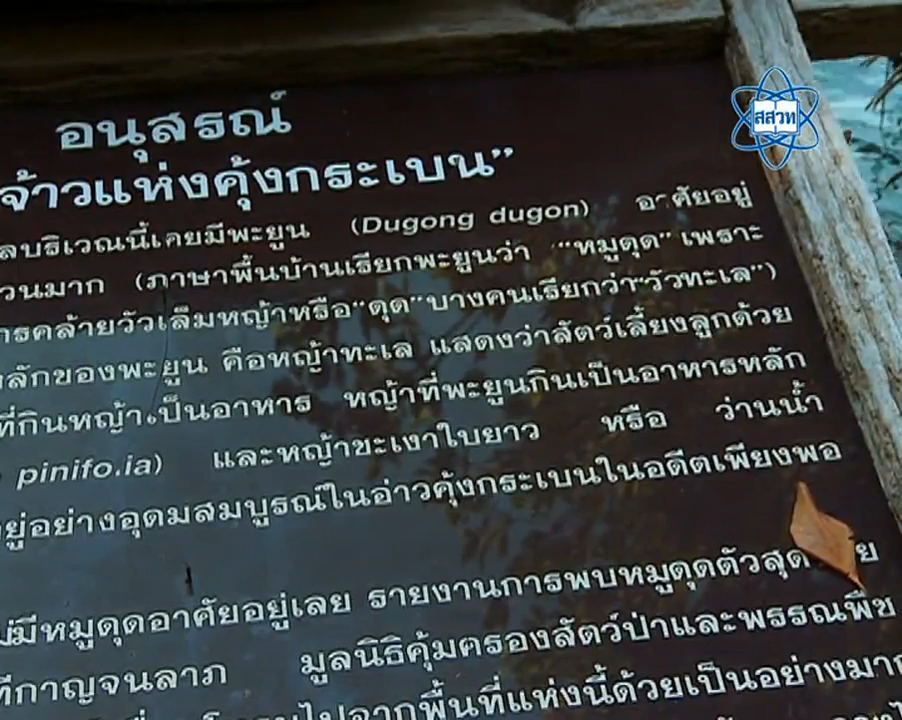 อนุสรณ์
จ้าวแห่งคุ้งกระเบน”
สสวท
ลบริเวณนี้เคยมีพะยูน (Dugong dugon) อาศัยอยู่
วนมาก (ภาษาพื้นบ้านเรียกพะยูนว่า “หมูดุด” เพราะ
ารคล้ายวัวเล็มหญ้าหรือ“ดุด”บางคนเรียกว่า“วัวทะเล”)
หลักของพะยูน คือหญ้าทะเล แสดงว่าสัตว์เลี้ยงลูกด้วย
ที่กินหญ้าเป็นอาหาร หญ้าที่พะยูนกินเป็นอาหารหลัก
pinifo.ia) และหญ้าชะเงาใบยาว หรือ ว่านน้ำ
อยู่อย่างอุดมสมบูรณ์ในอ่าวคุ้งกระเบนในอดีตเพียงพอ
ไม่มีหมูดุดอาศัยอยู่เลย รายงานการพบหมูดุดตัวสุด
ทีกาญจนลาภ มูลนิธิคุ้มครองสัตว์ป่าและพรรณพืช
ไปจากพื้นที่แห่งนี้ด้วยเป็นอย่างมาก